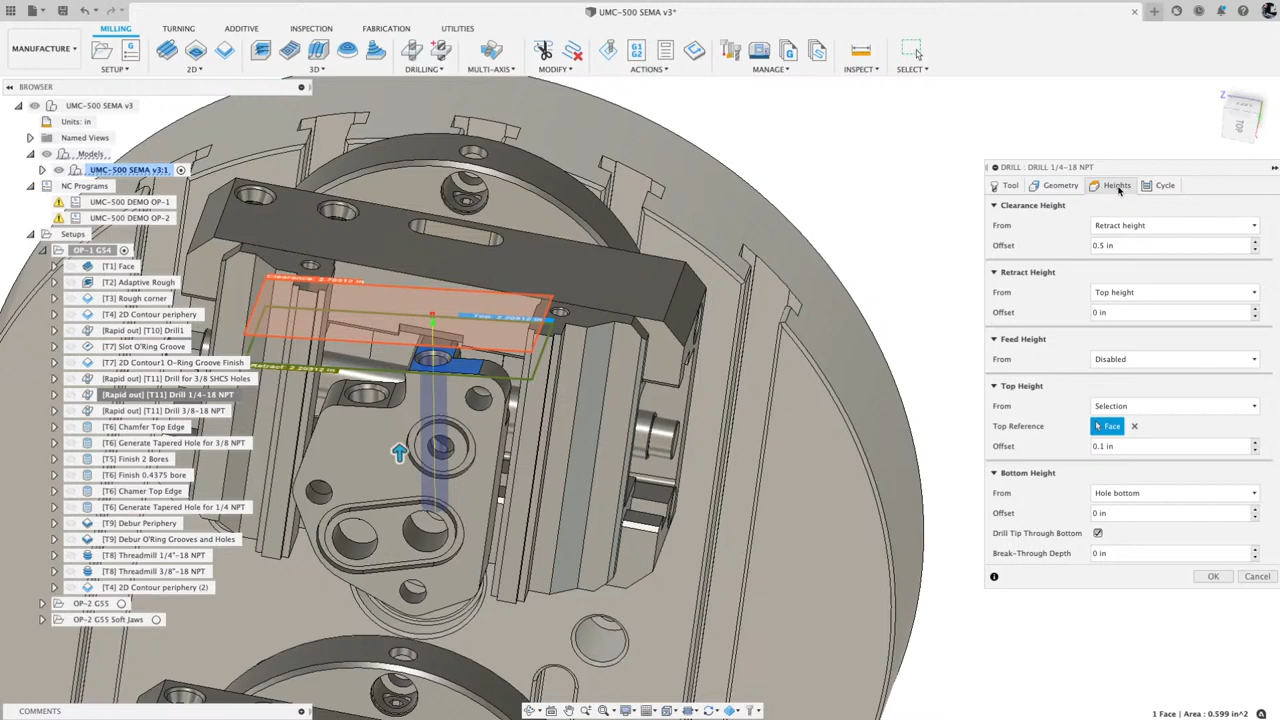 UMC-500 SEMA v3*
MANUFACTURE
MILLING TURNING ADDITIVE INSPECTION FABRICATION UTILITIES
G1 G2
SETUP 2D 3D DRILLING MULTI-AXIS MODIFY ACTIONS MANAGE INSPECT SELECT
BROWSER
UMC-500 SEMA v3
Units: in
Named Views
Models
UMC-500 SEMA v3:1
NC Programs
UMC-500 DEMO OP-1
UMC-500 DEMO OP-2
Setups
OP-1 G54
[T1] Face
[T2] Adaptive Rough
[T3] Rough corner
[T4] 2D Contour periphery
[Rapid out] [T10] Drill1
[T7] Slot O'Ring Groove
[T7] 2D Contour1 O-Ring Groove Finish
[Rapid out] [T11] Drill for 3/8 SHCS Holes
[Rapid out] [T11] Drill 1/4-18 NPT
[Rapid out] [T11] Drill 3/8-18 NPT
[T6] Chamfer Top Edge
[T6] Generate Tapered Hole for 3/8 NPT
[T5] Finish 2 Bores
[T6] Finish 0.4375 bore
[T6] Chamer Top Edge
[T6] Generate Tapered Hole for 1/4 NPT
[T9] Debur Periphery
[T9] Debur O'Ring Grooves and Holes
[T8] Threadmill 1/4"-18 NPT
[T8] Threadmill 3/8"-18 NPT
[T4] 2D Contour periphery (2)
OP-2 G55
OP-2 G55 Soft Jaws
COMMENTS
Z
TOP
DRILL : DRILL 1/4-18 NPT
Tool Geometry Heights Cycle
Clearance Height
From Retract height
Offset 0.5 in
Retract Height
From Top height
Offset 0 in
Feed Height
From Disabled
Top Height
From Selection
Top Reference Face
Offset 0.1 in
Bottom Height
From Hole bottom
Offset 0 in
Drill Tip Through Bottom
Break-Through Depth 0 in
OK Cancel
1 Face | Area : 0.599 in^2